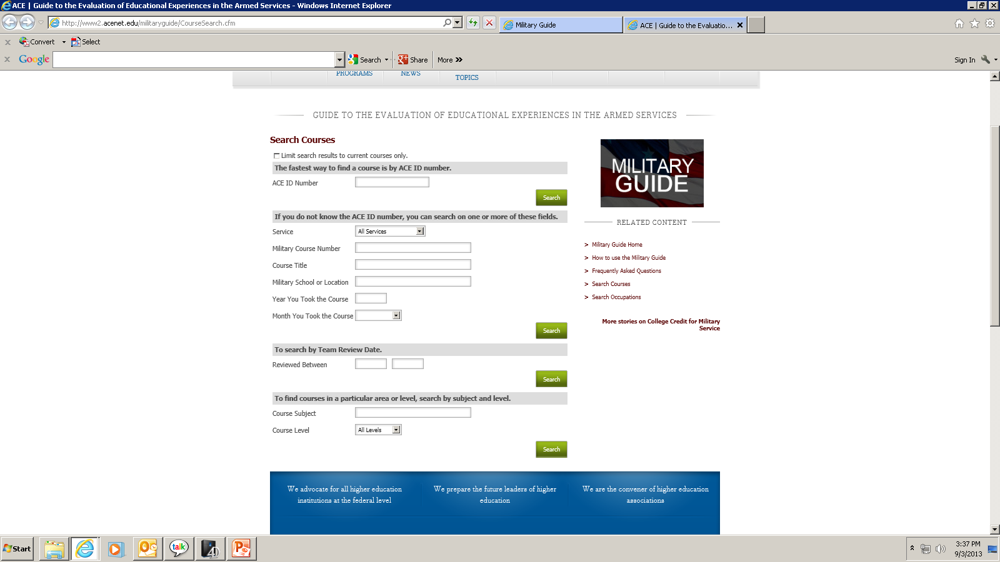 ACE | Guide to the Evaluation of Educational Experiences in the Armed Services - Windows Internet Explorer
http://www2.acenet.edu/militaryguide/CourseSearch.cfm
Military Guide
ACE | Guide to the Evaluatio...
Convert
Select
Google
Search
Share
More
Sign In
PROGRAMS
NEWS
TOPICS
GUIDE TO THE EVALUATION OF EDUCATIONAL EXPERIENCES IN THE ARMED SERVICES
Search Courses
Limit search results to current courses only.
The fastest way to find a course is by ACE ID number.
ACE ID Number
Search
If you do not know the ACE ID number, you can search on one or more of these fields.
Service
All Services
Military Course Number
Course Title
Military School or Location
Year You Took the Course
Month You Took the Course
Search
To search by Team Review Date.
Reviewed Between
Search
To find courses in a particular area or level, search by subject and level.
Course Subject
Course Level
All Levels
Search
MILITARY
GUIDE
RELATED CONTENT
> Military Guide Home
> How to use the Military Guide
> Frequently Asked Questions
> Search Courses
> Search Occupations
More stories on College Credit for Military
Service
We advocate for all higher education
institutions at the federal level
We prepare the future leaders of higher
education
We are the convener of higher education
associations
Start
talk
3:37 PM
9/3/2013